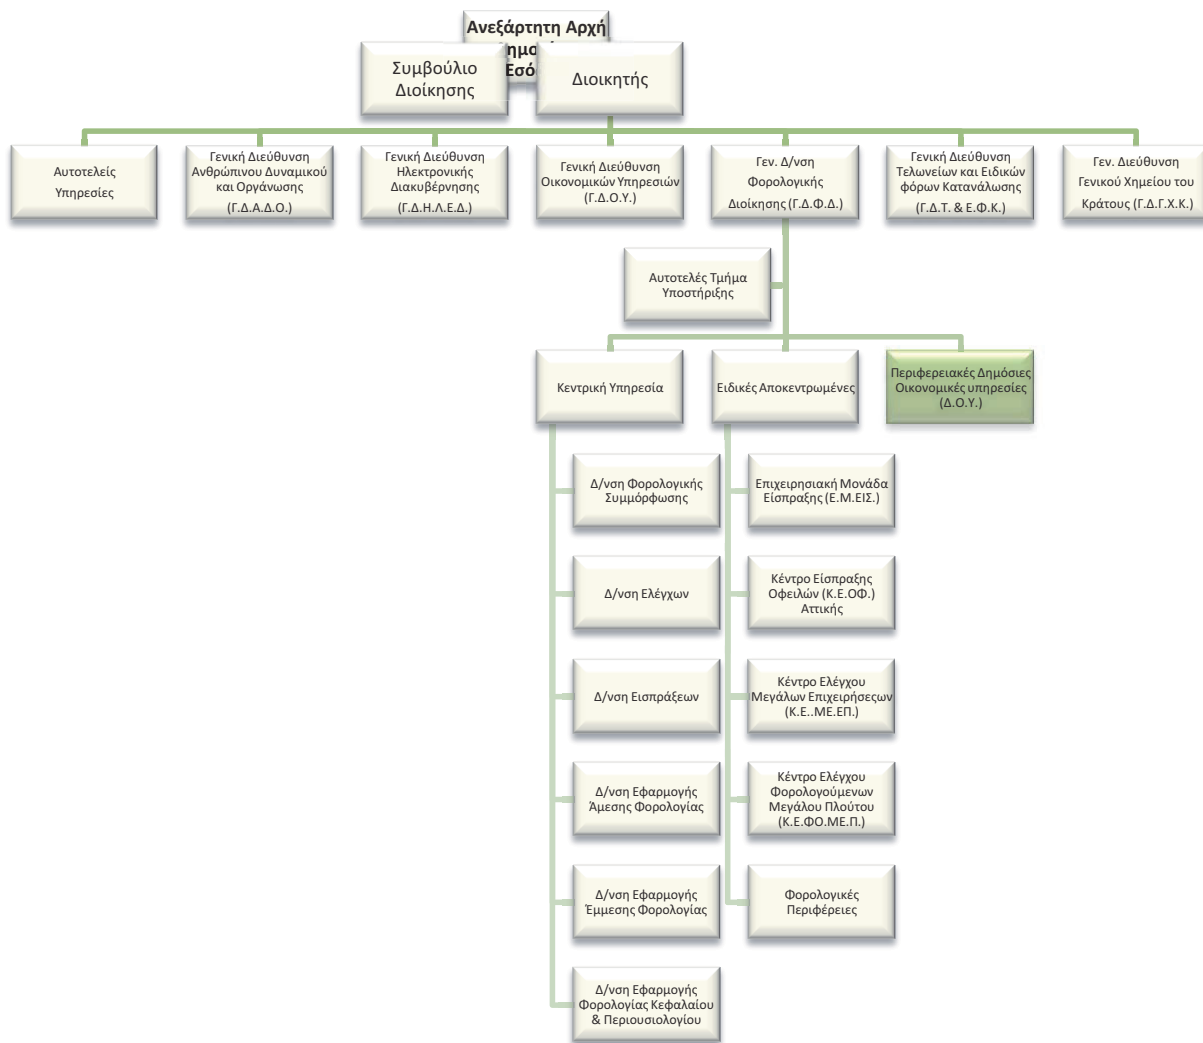 Ανεξάρτητη Αρχή
Συμβούλιο
Διοίκησης
Διοικητής
Αυτοτελείς
Υπηρεσίες
Γενική Διεύθυνση
Ανθρώπινου Δυναμικού
και Οργάνωσης
(Γ.Δ.Α.Δ.Ο.)
Γενική Διεύθυνση
Ηλεκτρονικής
Διακυβέρνησης
(Γ.Δ.Η.Λ.Ε.Δ.)
Γενική Διεύθυνση
Οικονομικών Υπηρεσιών
(Γ.Δ.Ο.Υ.)
Γεν. Δ/νση
Φορολογικής
Διοίκησης (Γ.Δ.Φ.Δ.)
Γενική Διεύθυνση
Τελωνείων και Ειδικών
φόρων Κατανάλωσης
(Γ.Δ.Τ. & Ε.Φ.Κ.)
Γεν. Διεύθυνση
Γενικού Χημείου του
Κράτους (Γ.Δ.Γ.Χ.Κ.)
Αυτοτελές Τμήμα
Υποστήριξης
Κεντρική Υπηρεσία
Ειδικές Αποκεντρωμένες
Περιφερειακές Δημόσιες
Οικονομικές υπηρεσίες
(Δ.Ο.Υ.)
Δ/νση Φορολογικής
Συμμόρφωσης
Δ/νση Ελέγχων
Δ/νση Εισπράξεων
Δ/νση Εφαρμογής
Άμεσης Φορολογίας
Δ/νση Εφαρμογής
Έμμεσης Φορολογίας
Δ/νση Εφαρμογής
Φορολογίας Κεφαλαίου
& Περιουσιολογίου
Επιχειρησιακή Μονάδα
Είσπραξης (Ε.Μ.ΕΙΣ.)
Κέντρο Είσπραξης
Οφειλών (Κ.Ε.ΟΦ.)
Αττικής
Κέντρο Ελέγχου
Μεγάλων Επιχειρήσεςων
(Κ.Ε..ΜΕ.ΕΠ.)
Κέντρο Ελέγχου
Φορολογούμενων
Μεγάλου Πλούτου
(Κ.Ε.ΦΟ.ΜΕ.Π.)
Φορολογικές
Περιφέρειες